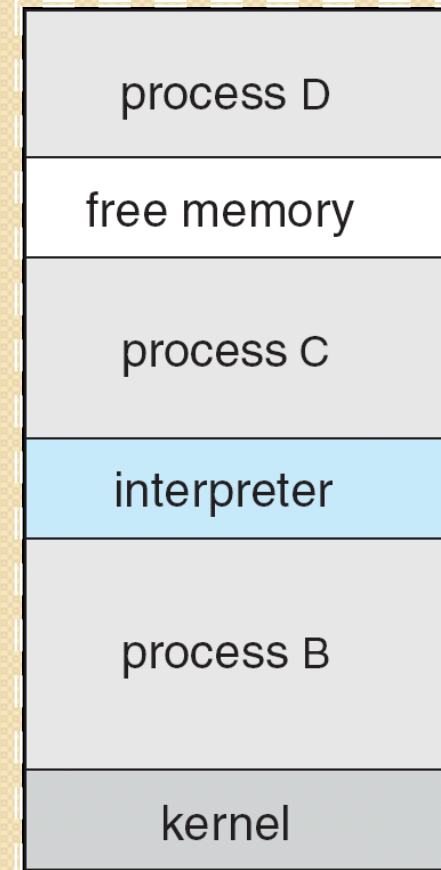 process D
free memory
process C
interpreter
process B
kernel